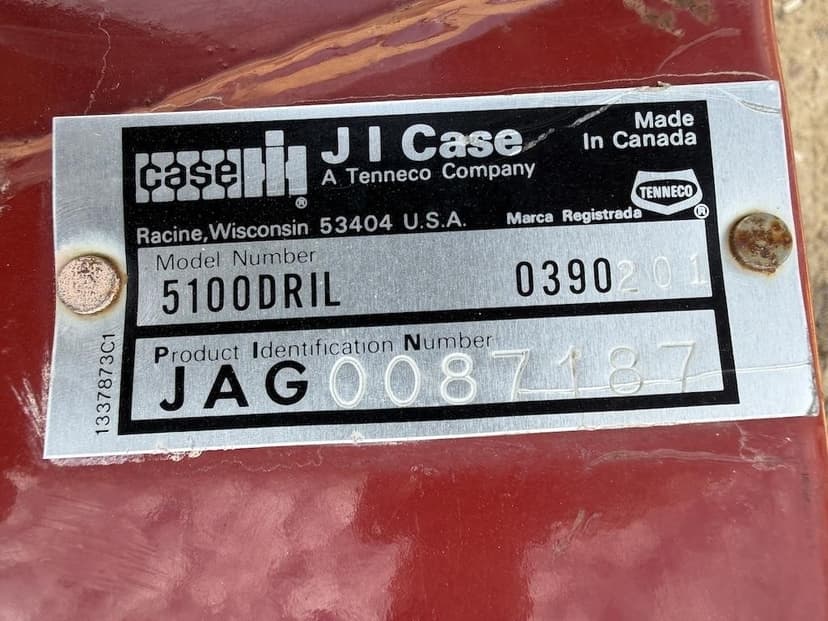 case IH ®
J I Case
A Tenneco Company
Made
In Canada
TENNECO ®
Racine, Wisconsin 53404 U.S.A.
Marca Registrada
Model Number
5100DRIL 0390201
Product Identification Number
JAG0087187
1337873C1